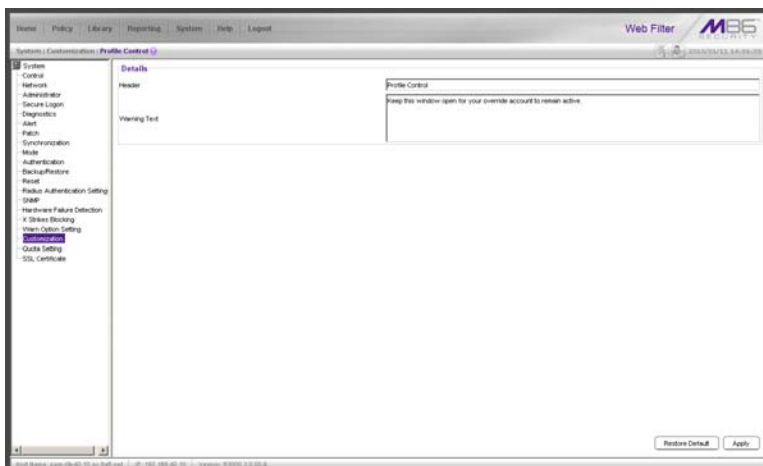 Home Policy Library Reporting System Help Logout
Web Filter
M86
SECURITY
System : Customization : Profile Control
System
Control
Network
Administrator
Secure Logon
Diagnostics
Alert
Patch
Synchronization
Mode
Authentication
Backup/Restore
Reset
Radius Authentication Setting
SNMP
Hardware Failure Detection
X Strikes Blocking
Warn Option Setting
Customization
Quota Setting
SSL Certificate
Details
Header
Profile Control
Warning Text
Keep this window open for your override account to remain active.
Restore Default
Apply